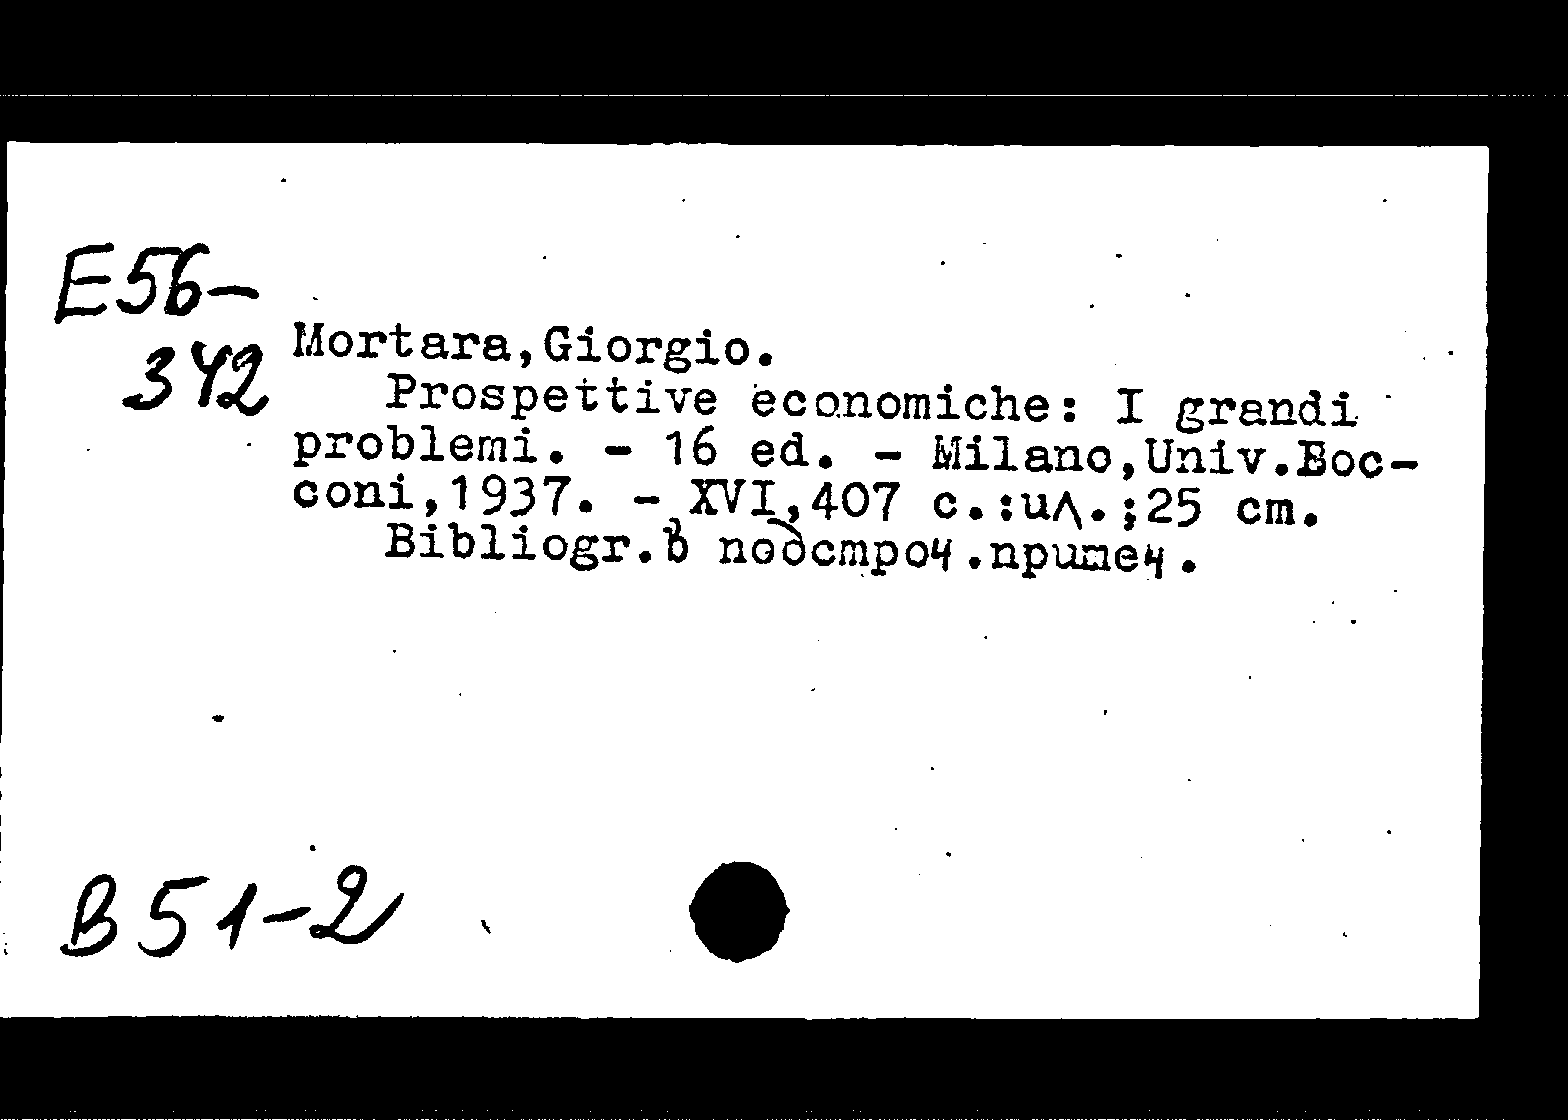 E56-
342
Mortara,Giorgio.
Prospettive economiche: I grandi
problemi. - 16 ed. - Milano,Univ.Boc-
coni,1937. - XVI,407 c.:ил.;25 cm.
Bibliogr.в подстроч.примеч.
B51-2